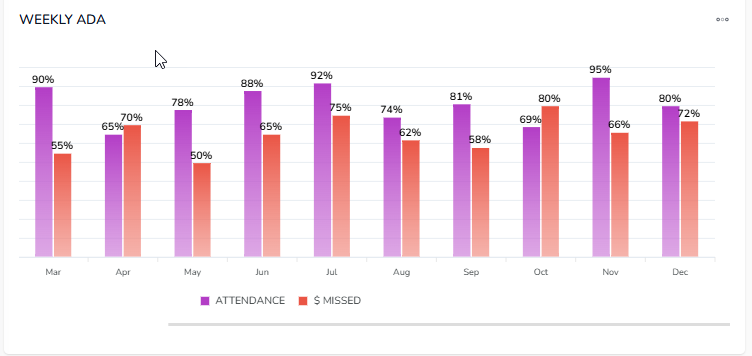 WEEKLY ADA
90% 55% 65% 70% 78% 50% 88% 65% 92% 75% 74% 62% 81% 58% 69% 80% 95% 66% 80% 72%
Mar Apr May Jun Jul Aug Sep Oct Nov Dec
ATTENDANCE $ MISSED